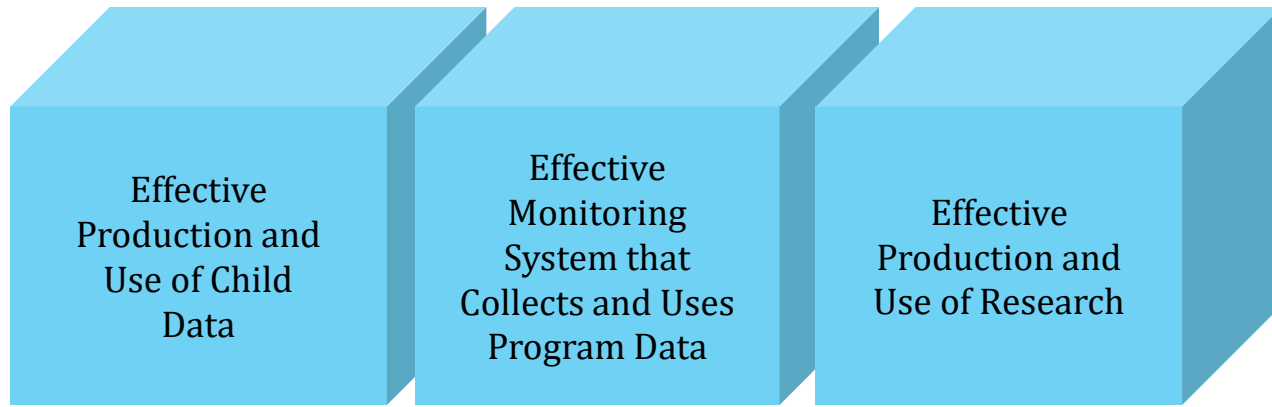 Effective
Production and
Use of Child
Data
Effective
Monitoring
System that
Collects and Uses
Program Data
Effective
Production and
Use of Research